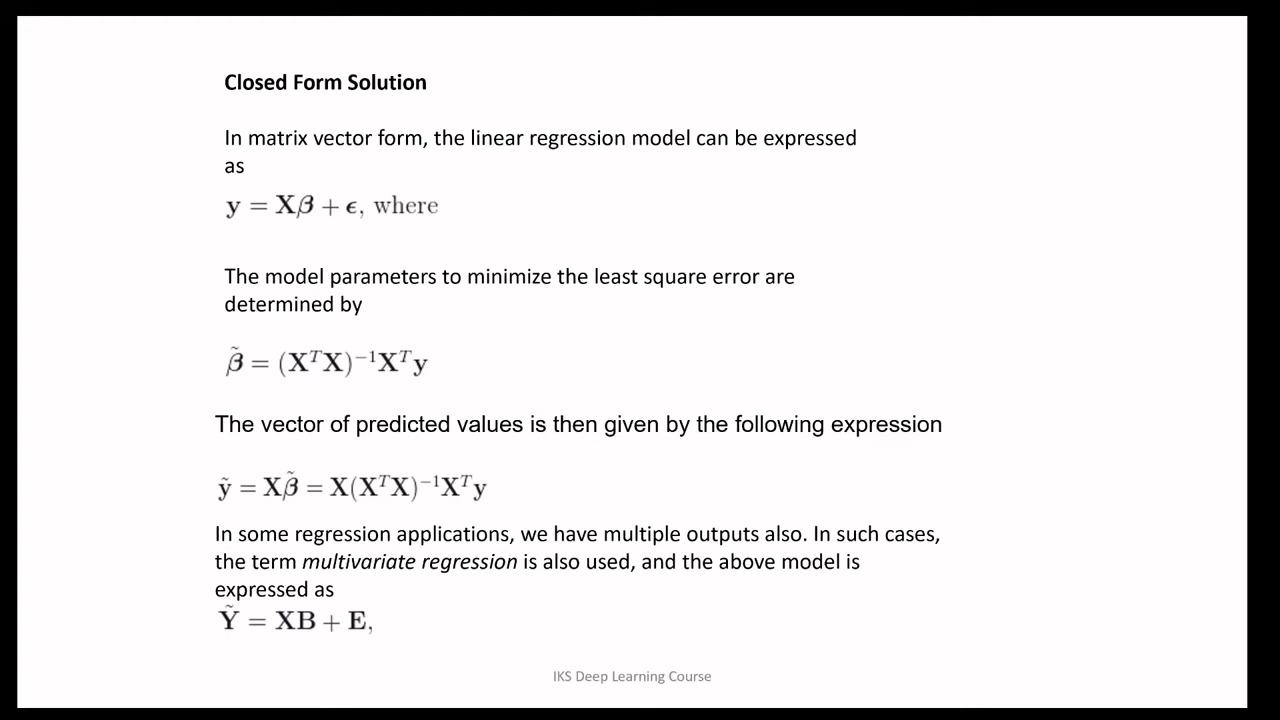 Closed Form Solution
In matrix vector form, the linear regression model can be expressed
as
y = Xβ + ϵ, where
The model parameters to minimize the least square error are
determined by
β̃ = (XᵀX)⁻¹Xᵀy
The vector of predicted values is then given by the following expression
ỹ = Xβ̃ = X(XᵀX)⁻¹Xᵀy
In some regression applications, we have multiple outputs also. In such cases,
the term multivariate regression is also used, and the above model is
expressed as
Ỹ = XB + E,
IKS Deep Learning Course